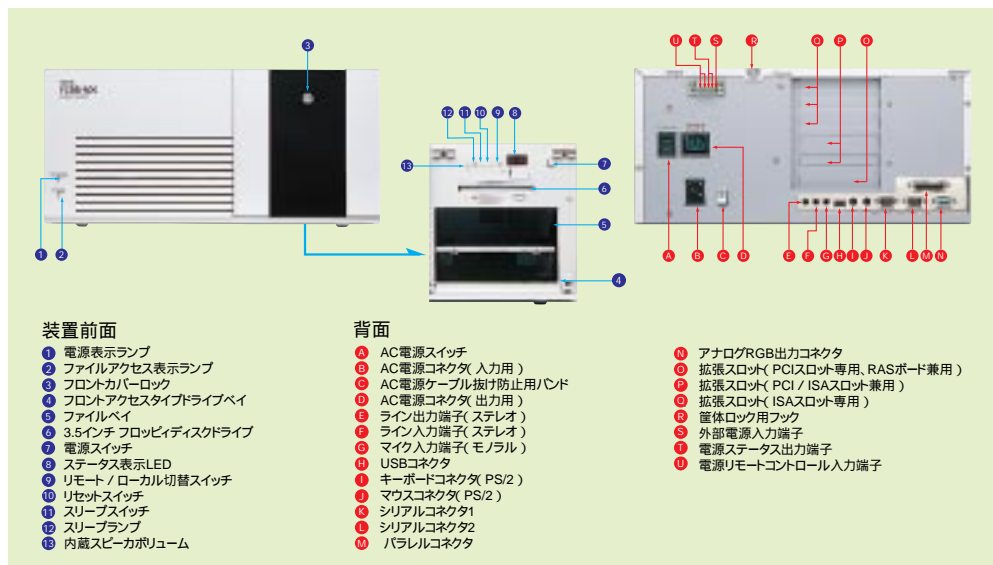 3
U T S R Q P O
12 11 10 9 8
13 7
6
5
4
1 2
A B C D E F G H I J K L M N
装置前面
1 電源表示ランプ
2 ファイルアクセス表示ランプ
3 フロントカバーロック
4 フロントアクセスタイプドライブベイ
5 ファイルベイ
6 3.5インチ フロッピィディスクドライブ
7 電源スイッチ
8 ステータス表示LED
9 リモート / ローカル切替スイッチ
10 リセットスイッチ
11 スリープスイッチ
12 スリープランプ
13 内蔵スピーカボリューム
背面
A AC電源スイッチ
B AC電源コネクタ( 入力用 )
C AC電源ケーブル抜け防止用バンド
D AC電源コネクタ( 出力用 )
E ライン出力端子( ステレオ )
F ライン入力端子( ステレオ )
G マイク入力端子( モノラル )
H USBコネクタ
I キーボードコネクタ( PS/2 )
J マウスコネクタ( PS/2 )
K シリアルコネクタ1
L シリアルコネクタ2
M パラレルコネクタ
N アナログRGB出力コネクタ
O 拡張スロット( PCIスロット専用、RASボード兼用 )
P 拡張スロット( PCI / ISAスロット兼用 )
Q 拡張スロット( ISAスロット専用 )
R 筐体ロック用フック
S 外部電源入力端子
T 電源ステータス出力端子
U 電源リモートコントロール入力端子